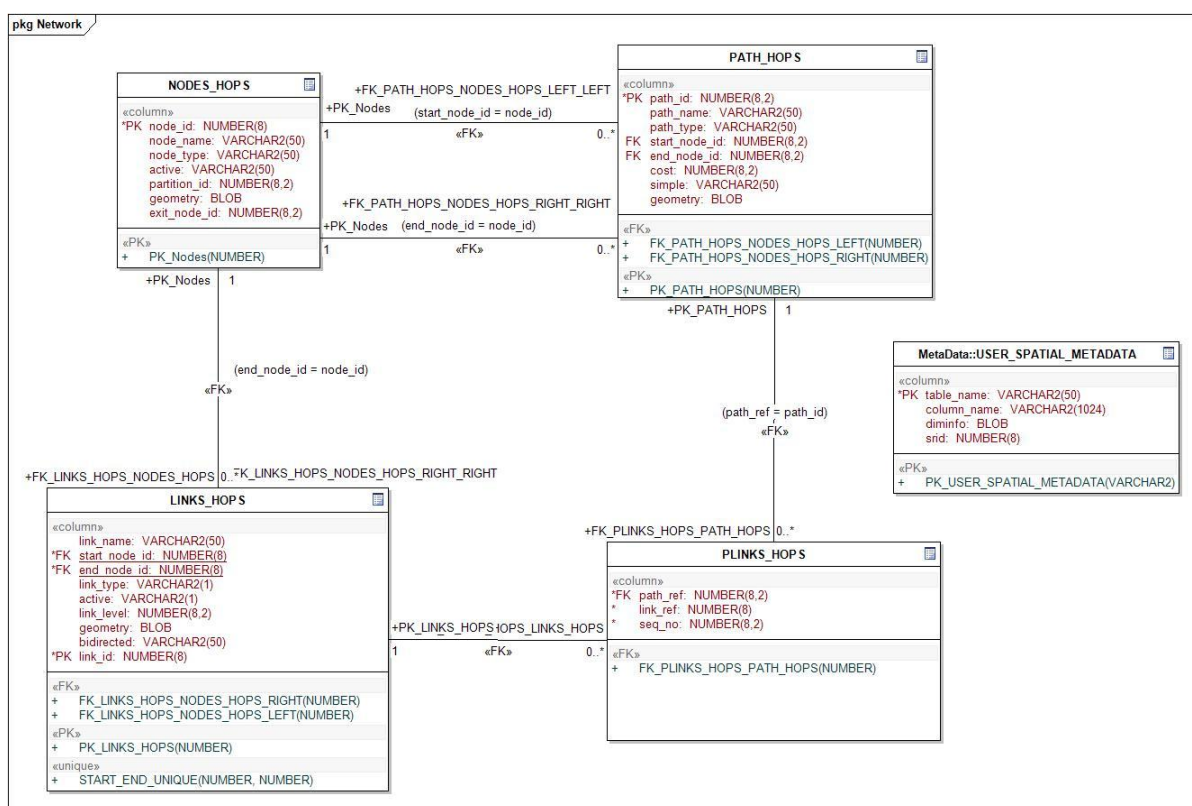 pkg Network
NODES_HOPS
«column»
*PK node_id: NUMBER(8)
node_name: VARCHAR2(50)
node_type: VARCHAR2(50)
active: VARCHAR2(50)
partition_id: NUMBER(8,2)
geometry: BLOB
exit_node_id: NUMBER(8,2)
«PK»
+ PK_Nodes(NUMBER)
+FK_PATH_HOPS_NODES_HOPS_LEFT_LEFT
+PK_Nodes (start_node_id = node_id)
1 «FK» 0..*
+FK_PATH_HOPS_NODES_HOPS_RIGHT_RIGHT
+PK_Nodes (end_node_id = node_id)
1 «FK» 0..*
PATH_HOPS
«column»
*PK path_id: NUMBER(8,2)
path_name: VARCHAR2(50)
path_type: VARCHAR2(50)
FK start_node_id: NUMBER(8,2)
FK end_node_id: NUMBER(8,2)
cost: NUMBER(8,2)
simple: VARCHAR2(50)
geometry: BLOB
«FK»
+ FK_PATH_HOPS_NODES_HOPS_LEFT(NUMBER)
+ FK_PATH_HOPS_NODES_HOPS_RIGHT(NUMBER)
«PK»
+ PK_PATH_HOPS(NUMBER)
+PK_Nodes 1
(end_node_id = node_id)
«FK»
+FK_LINKS_HOPS_NODES_HOPS 0..* FK_LINKS_HOPS_NODES_HOPS_RIGHT_RIGHT
+PK_PATH_HOPS 1
(path_ref = path_id)
«FK»
+FK_PLINKS_HOPS_PATH_HOPS 0..*
MetaData::USER_SPATIAL_METADATA
«column»
*PK table_name: VARCHAR2(50)
column_name: VARCHAR2(1024)
diminfo: BLOB
srid: NUMBER(8)
«PK»
+ PK_USER_SPATIAL_METADATA(VARCHAR2)
LINKS_HOPS
«column»
link_name: VARCHAR2(50)
*FK start_node_id: NUMBER(8)
*FK end_node_id: NUMBER(8)
link_type: VARCHAR2(1)
active: VARCHAR2(1)
link_level: NUMBER(8,2)
geometry: BLOB
bidirected: VARCHAR2(50)
*PK link_id: NUMBER(8)
«FK»
+ FK_LINKS_HOPS_NODES_HOPS_RIGHT(NUMBER)
+ FK_LINKS_HOPS_NODES_HOPS_LEFT(NUMBER)
«PK»
+ PK_LINKS_HOPS(NUMBER)
«unique»
+ START_END_UNIQUE(NUMBER, NUMBER)
+PK_LINKS_HOPS HOPS_LINKS_HOPS
1 «FK» 0..*
PLINKS_HOPS
«column»
*FK path_ref: NUMBER(8,2)
* link_ref: NUMBER(8)
* seq_no: NUMBER(8,2)
«FK»
+ FK_PLINKS_HOPS_PATH_HOPS(NUMBER)